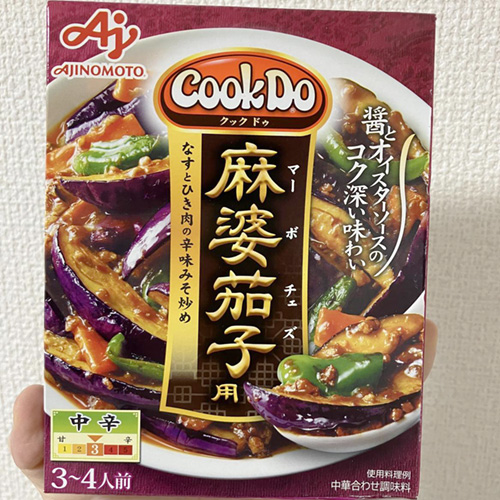 Aj
AJINOMOTO®
CookDo
クック ドゥ
醤とオイスターソースの
コク深い味わい
麻婆茄子用
マーボ チェズ
なすとひき肉の辛味みそ炒め
中辛
甘 辛
1 2 3 4 5
3~4人前
使用料理例
中華合わせ調味料